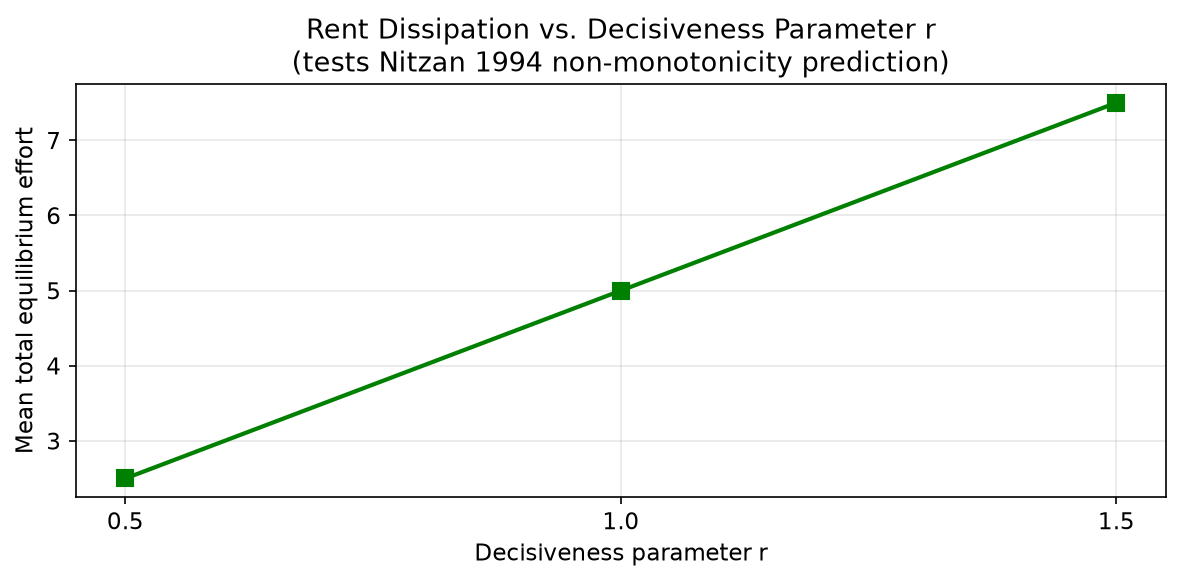 Rent Dissipation vs. Decisiveness Parameter r
(tests Nitzan 1994 non-monotonicity prediction)
Mean total equilibrium effort
7
6
5
4
3
0.5
1.0
1.5
Decisiveness parameter r